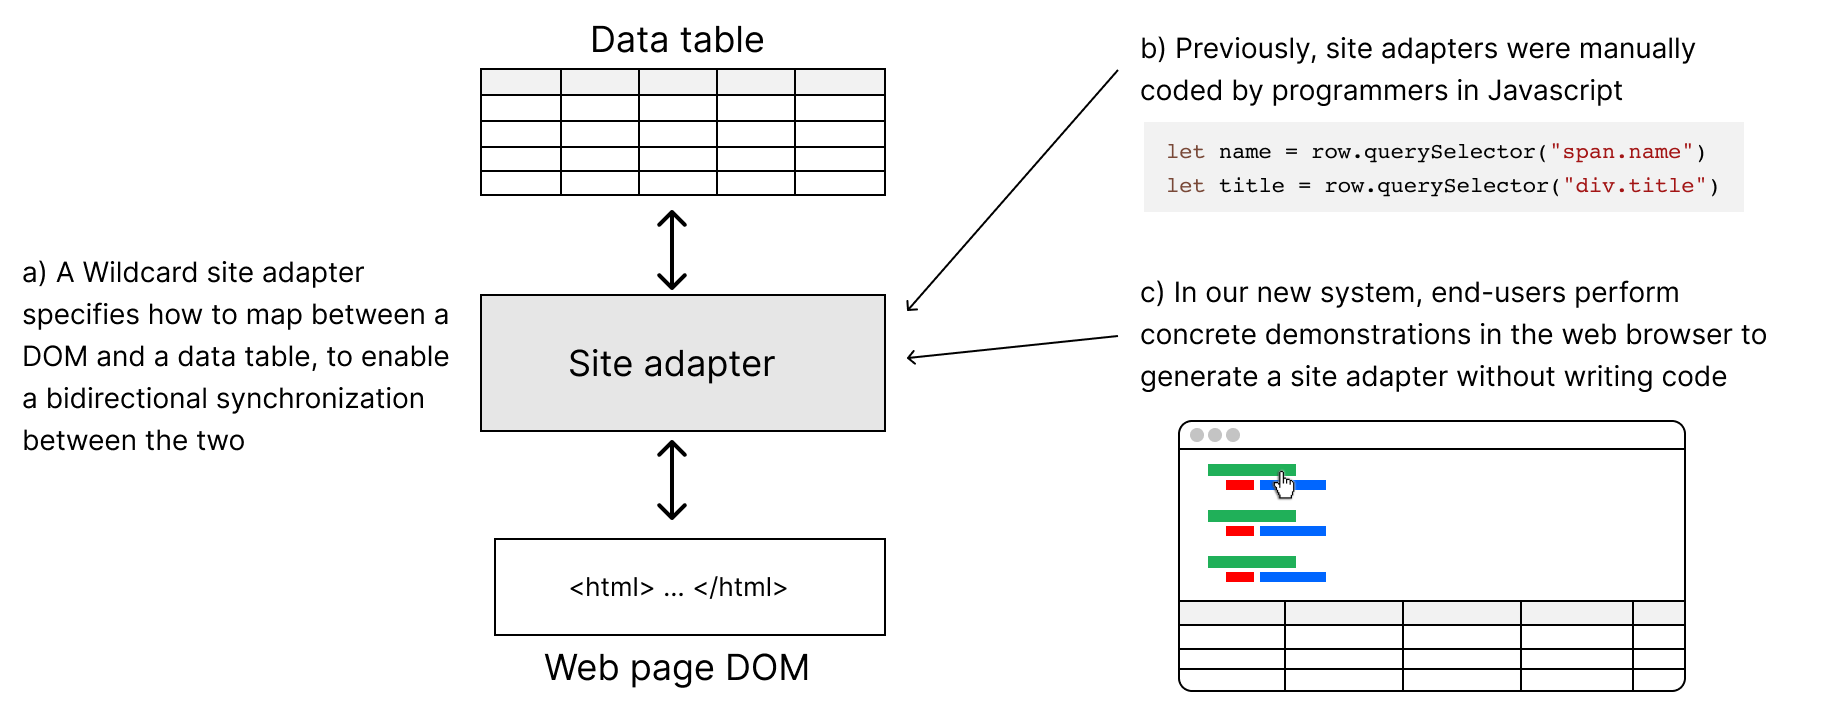 Data table
a) A Wildcard site adapter
specifies how to map between a
DOM and a data table, to enable
a bidirectional synchronization
between the two
Site adapter
<html> ... </html>
Web page DOM
b) Previously, site adapters were manually
coded by programmers in Javascript
let name = row.querySelector("span.name")
let title = row.querySelector("div.title")
c) In our new system, end-users perform
concrete demonstrations in the web browser to
generate a site adapter without writing code